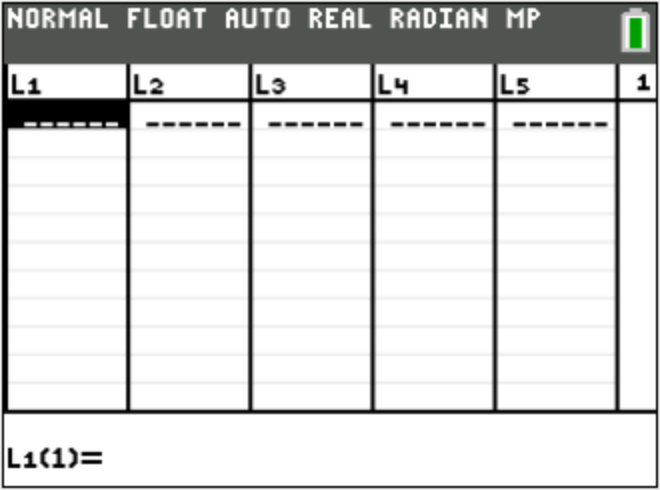 NORMAL FLOAT AUTO REAL RADIAN MP
L1 L2 L3 L4 L5 1
------ ------ ------ ------ ------
L1(1)=